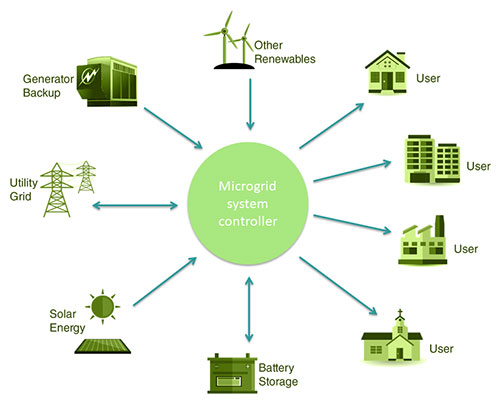 Other
Renewables
Generator
Backup
User
User
Utility
Grid
Microgrid
system
controller
User
Solar
Energy
User
Battery
Storage